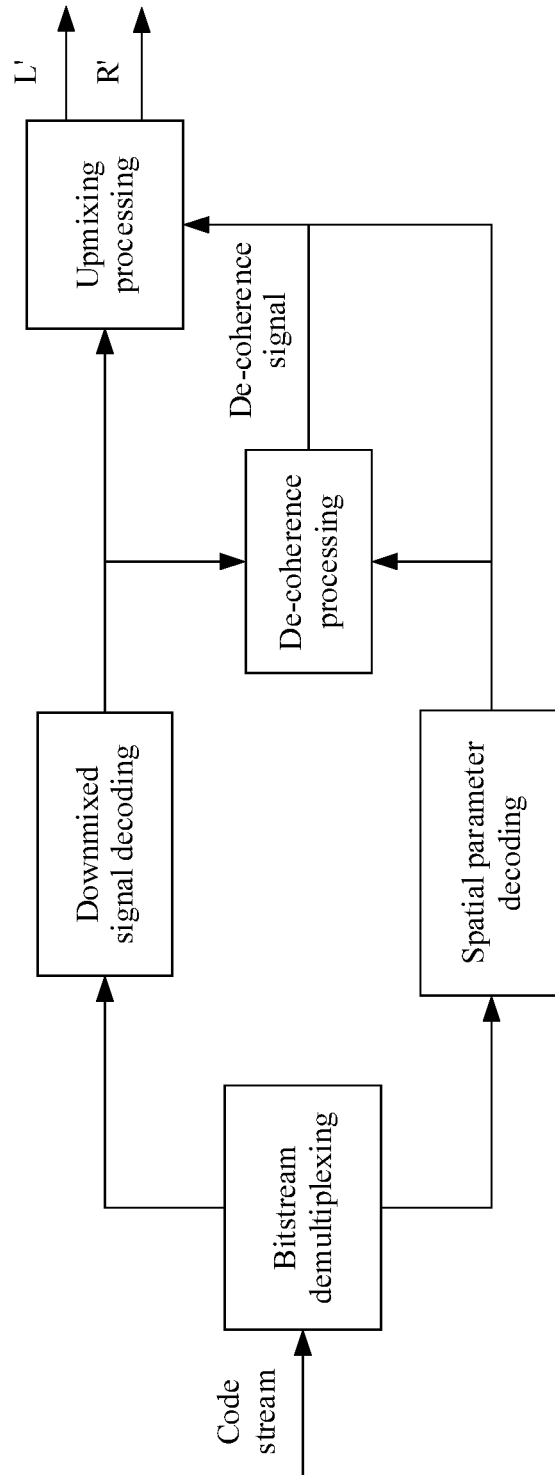 Code
stream
Bitstream
demultiplexing
Downmixed
signal decoding
Spatial parameter
decoding
De-coherence
processing
De-coherence
signal
Upmixing
processing
L'
R'